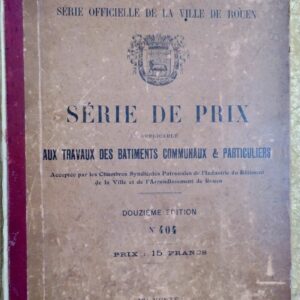 SÉRIE OFFICIELLE DE LA VILLE DE ROUEN
SÉRIE DE PRIX
APPLICABLE
AUX TRAVAUX DES BATIMENTS COMMUNAUX & PARTICULIERS
Acceptée par les Chambres Syndicales Patronales de l'Industrie du Bâtiment
de la Ville et de l'Arrondissement de Rouen
DOUZIÈME ÉDITION
N° 404
PRIX : 15 FRANCS